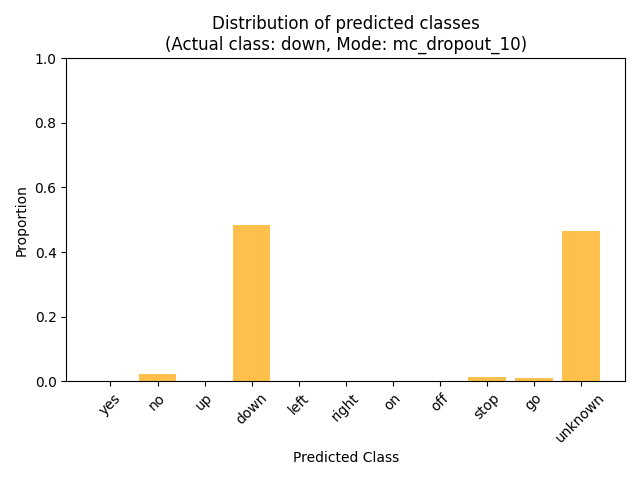 Distribution of predicted classes
(Actual class: down, Mode: mc_dropout_10)
1.0
0.8
0.6
0.4
0.2
0.0
Proportion
yes
no
up
down
left
right
on
off
stop
go
unknown
Predicted Class